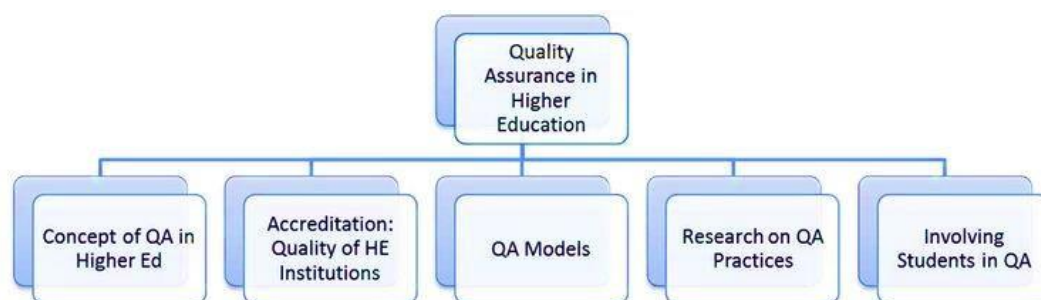 Quality
Assurance in
Higher
Education
Concept of QA in
Higher Ed
Accreditation:
Quality of HE
Institutions
QA Models
Research on QA
Practices
Involving
Students in QA